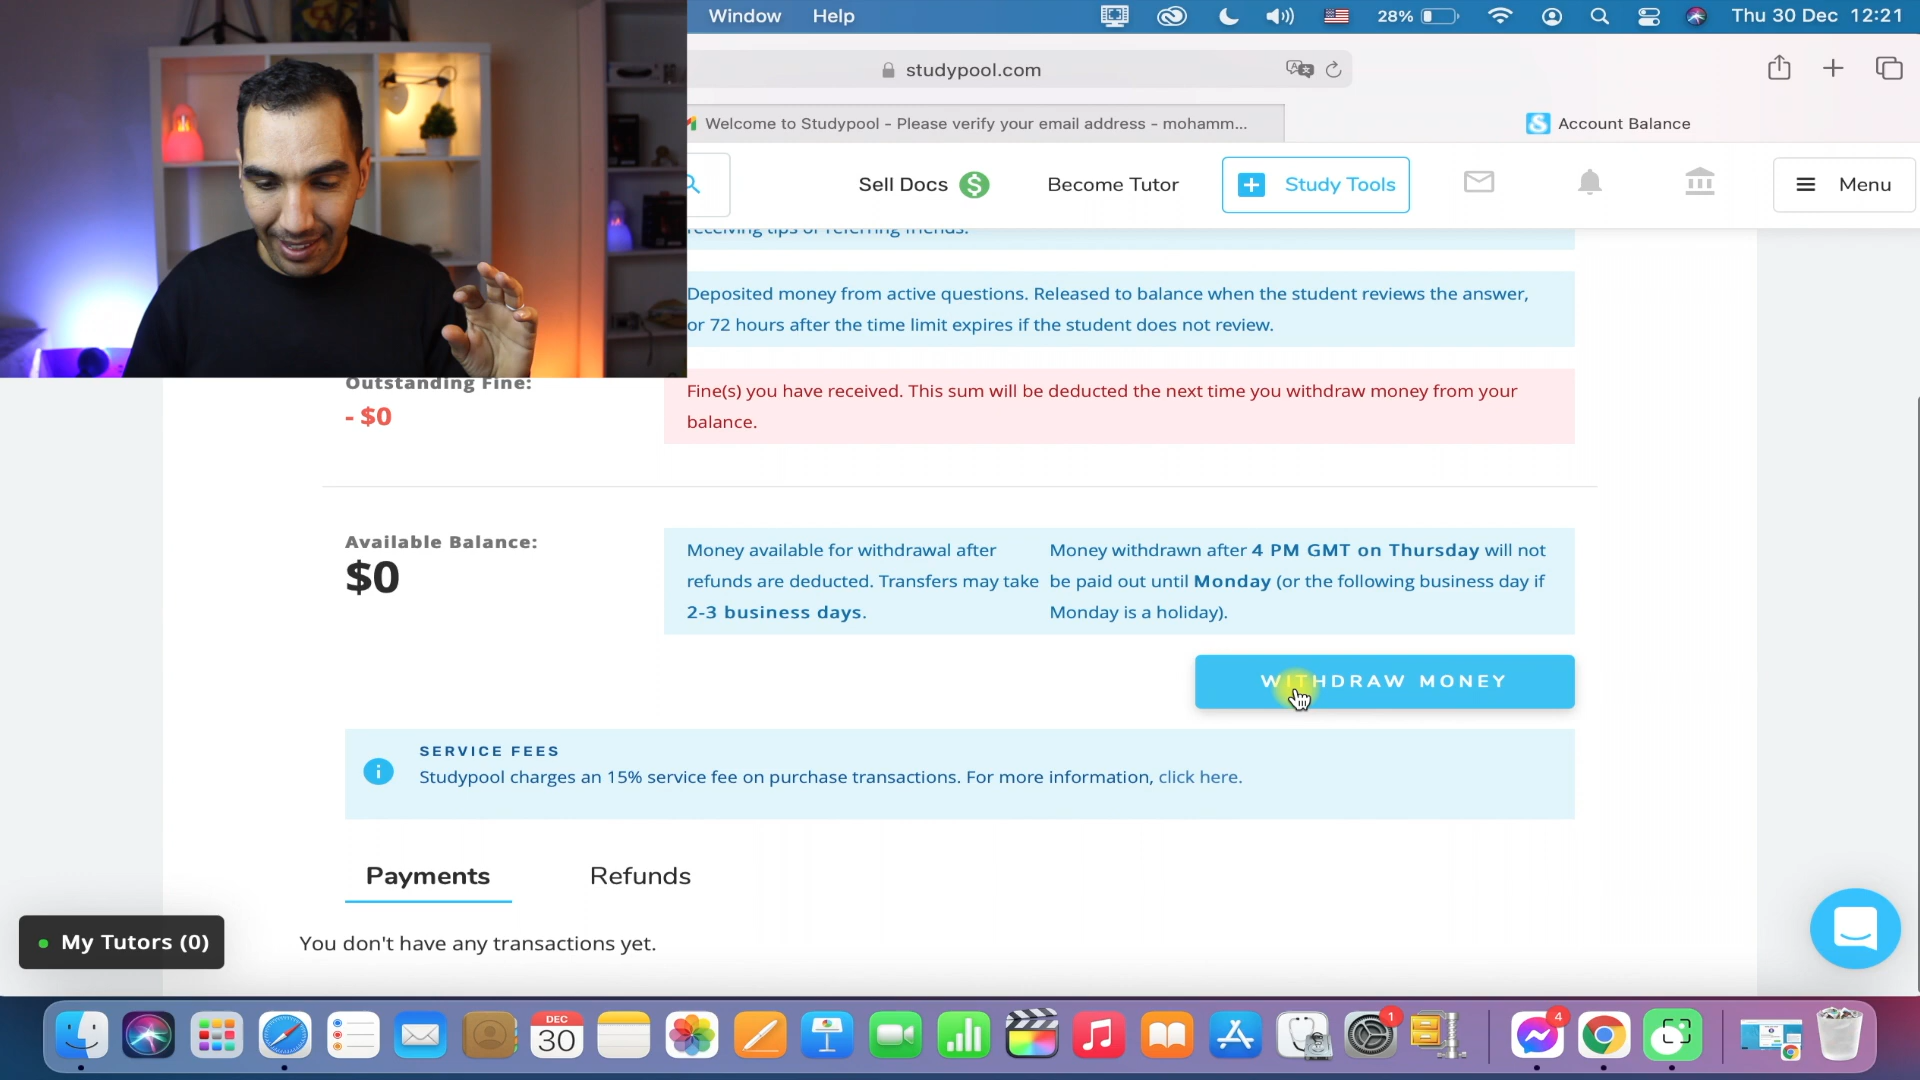 Window Help 28% Thu 30 Dec 12:21
studypool.com
Welcome to Studypool - Please verify your email address - mohamm...
Account Balance
Sell Docs $
Become Tutor
Study Tools
Menu
receiving tips or referring friends.
Deposited money from active questions. Released to balance when the student reviews the answer,
or 72 hours after the time limit expires if the student does not review.
Outstanding Fine:
- $0
Fine(s) you have received. This sum will be deducted the next time you withdraw money from your
balance.
Available Balance:
$0
Money available for withdrawal after
refunds are deducted. Transfers may take
2-3 business days.
Money withdrawn after 4 PM GMT on Thursday will not
be paid out until Monday (or the following business day if
Monday is a holiday).
WITHDRAW MONEY
SERVICE FEES
Studypool charges an 15% service fee on purchase transactions. For more information, click here.
Payments
Refunds
My Tutors (0)
You don't have any transactions yet.
DEC
30
1
4